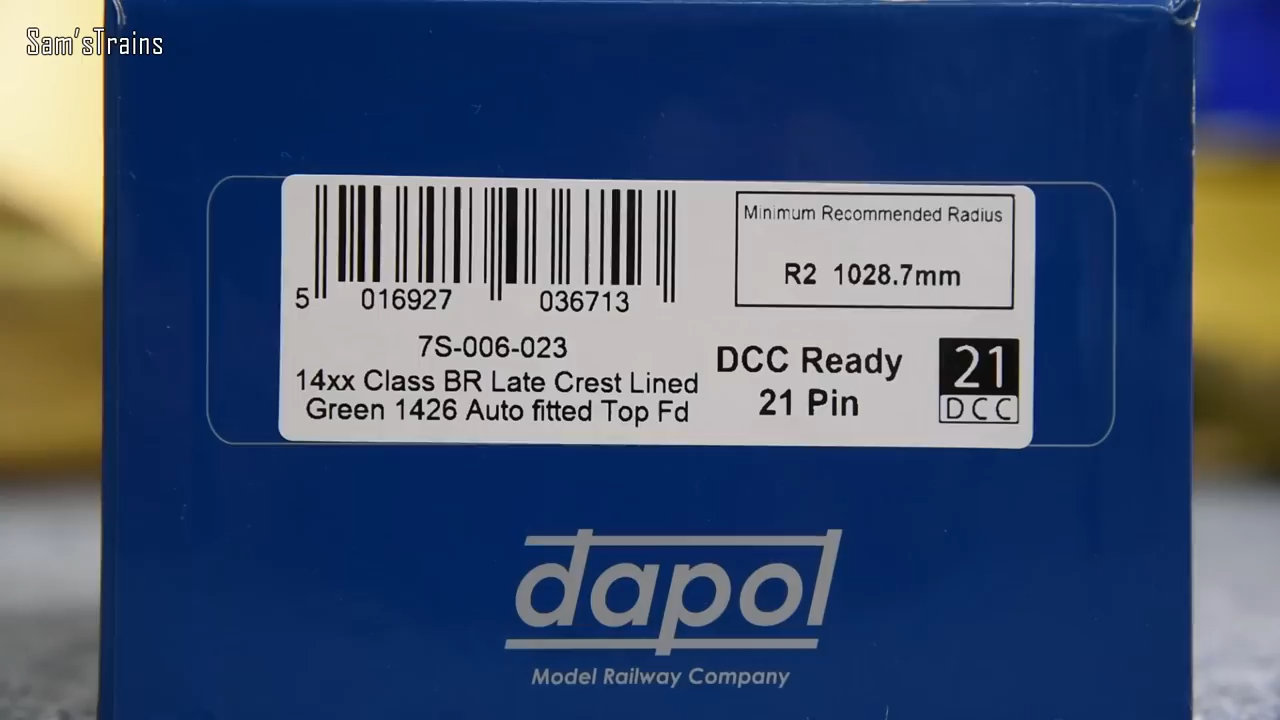 Sam'sTrains
5 016927 036713
Minimum Recommended Radius
R2 1028.7mm
7S-006-023
14xx Class BR Late Crest Lined
Green 1426 Auto fitted Top Fd
DCC Ready
21 Pin
21
DCC
dapol
Model Railway Company